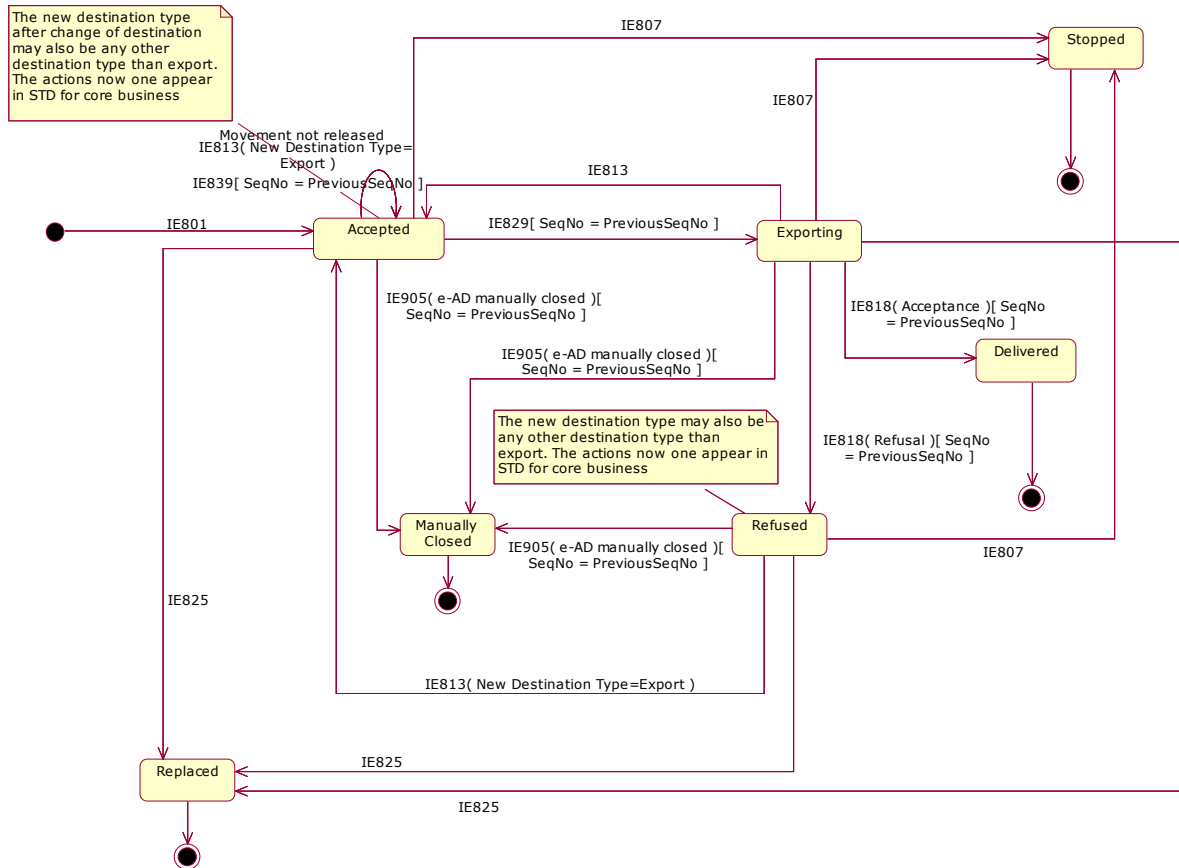 The new destination type
after change of destination
may also be any other
destination type than export.
The actions now one appear
in STD for core business
IE807
Stopped
IE807
Movement not released
IE813( New Destination Type=
Export )
IE839[ SeqNo = PreviousSeqNo ]
IE813
IE801
Accepted
IE829[ SeqNo = PreviousSeqNo ]
Exporting
IE905( e-AD manually closed )[
SeqNo = PreviousSeqNo ]
IE818( Acceptance )[ SeqNo
= PreviousSeqNo ]
Delivered
IE905( e-AD manually closed )[
SeqNo = PreviousSeqNo ]
The new destination type may also be
any other destination type than
export. The actions now one appear in
STD for core business
IE818( Refusal )[ SeqNo
= PreviousSeqNo ]
Manually
Closed
Refused
IE905( e-AD manually closed )[
SeqNo = PreviousSeqNo ]
IE807
IE825
IE813( New Destination Type=Export )
IE825
Replaced
IE825